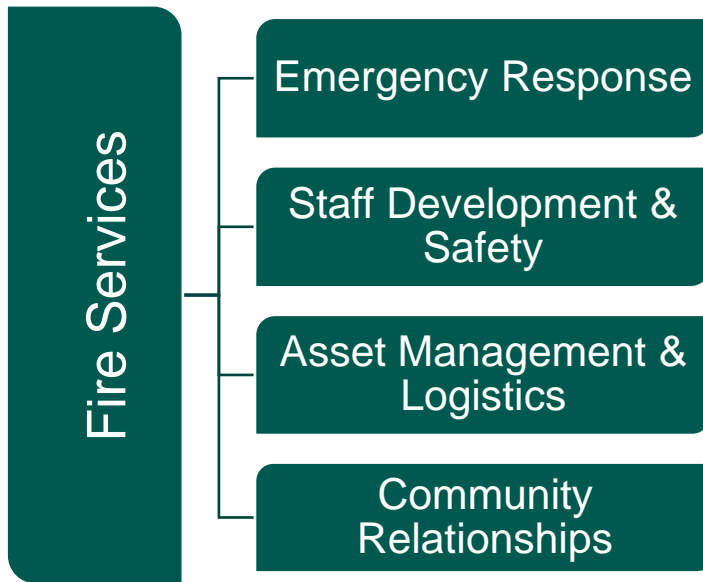 Fire Services
Emergency Response
Staff Development &
Safety
Asset Management &
Logistics
Community
Relationships